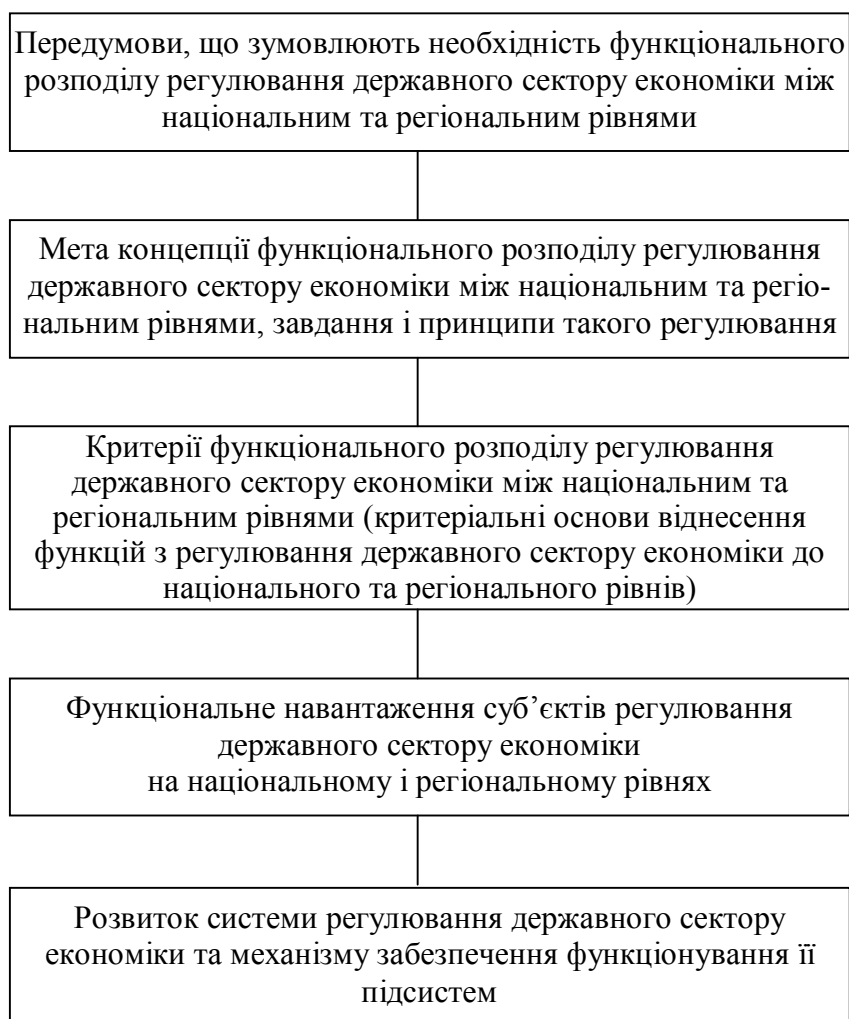 Передумови, що зумовлюють необхідність функціонального
розподілу регулювання державного сектору економіки між
національним та регіональним рівнями
Мета концепції функціонального розподілу регулювання
державного сектору економіки між національним та регіо-
нальним рівнями, завдання і принципи такого регулювання
Критерії функціонального розподілу регулювання
державного сектору економіки між національним та
регіональним рівнями (критеріальні основи віднесення
функцій з регулювання державного сектору економіки до
національного та регіонального рівнів)
Функціональне навантаження суб’єктів регулювання
державного сектору економіки
на національному і регіональному рівнях
Розвиток системи регулювання державного сектору
економіки та механізму забезпечення функціонування її
підсистем